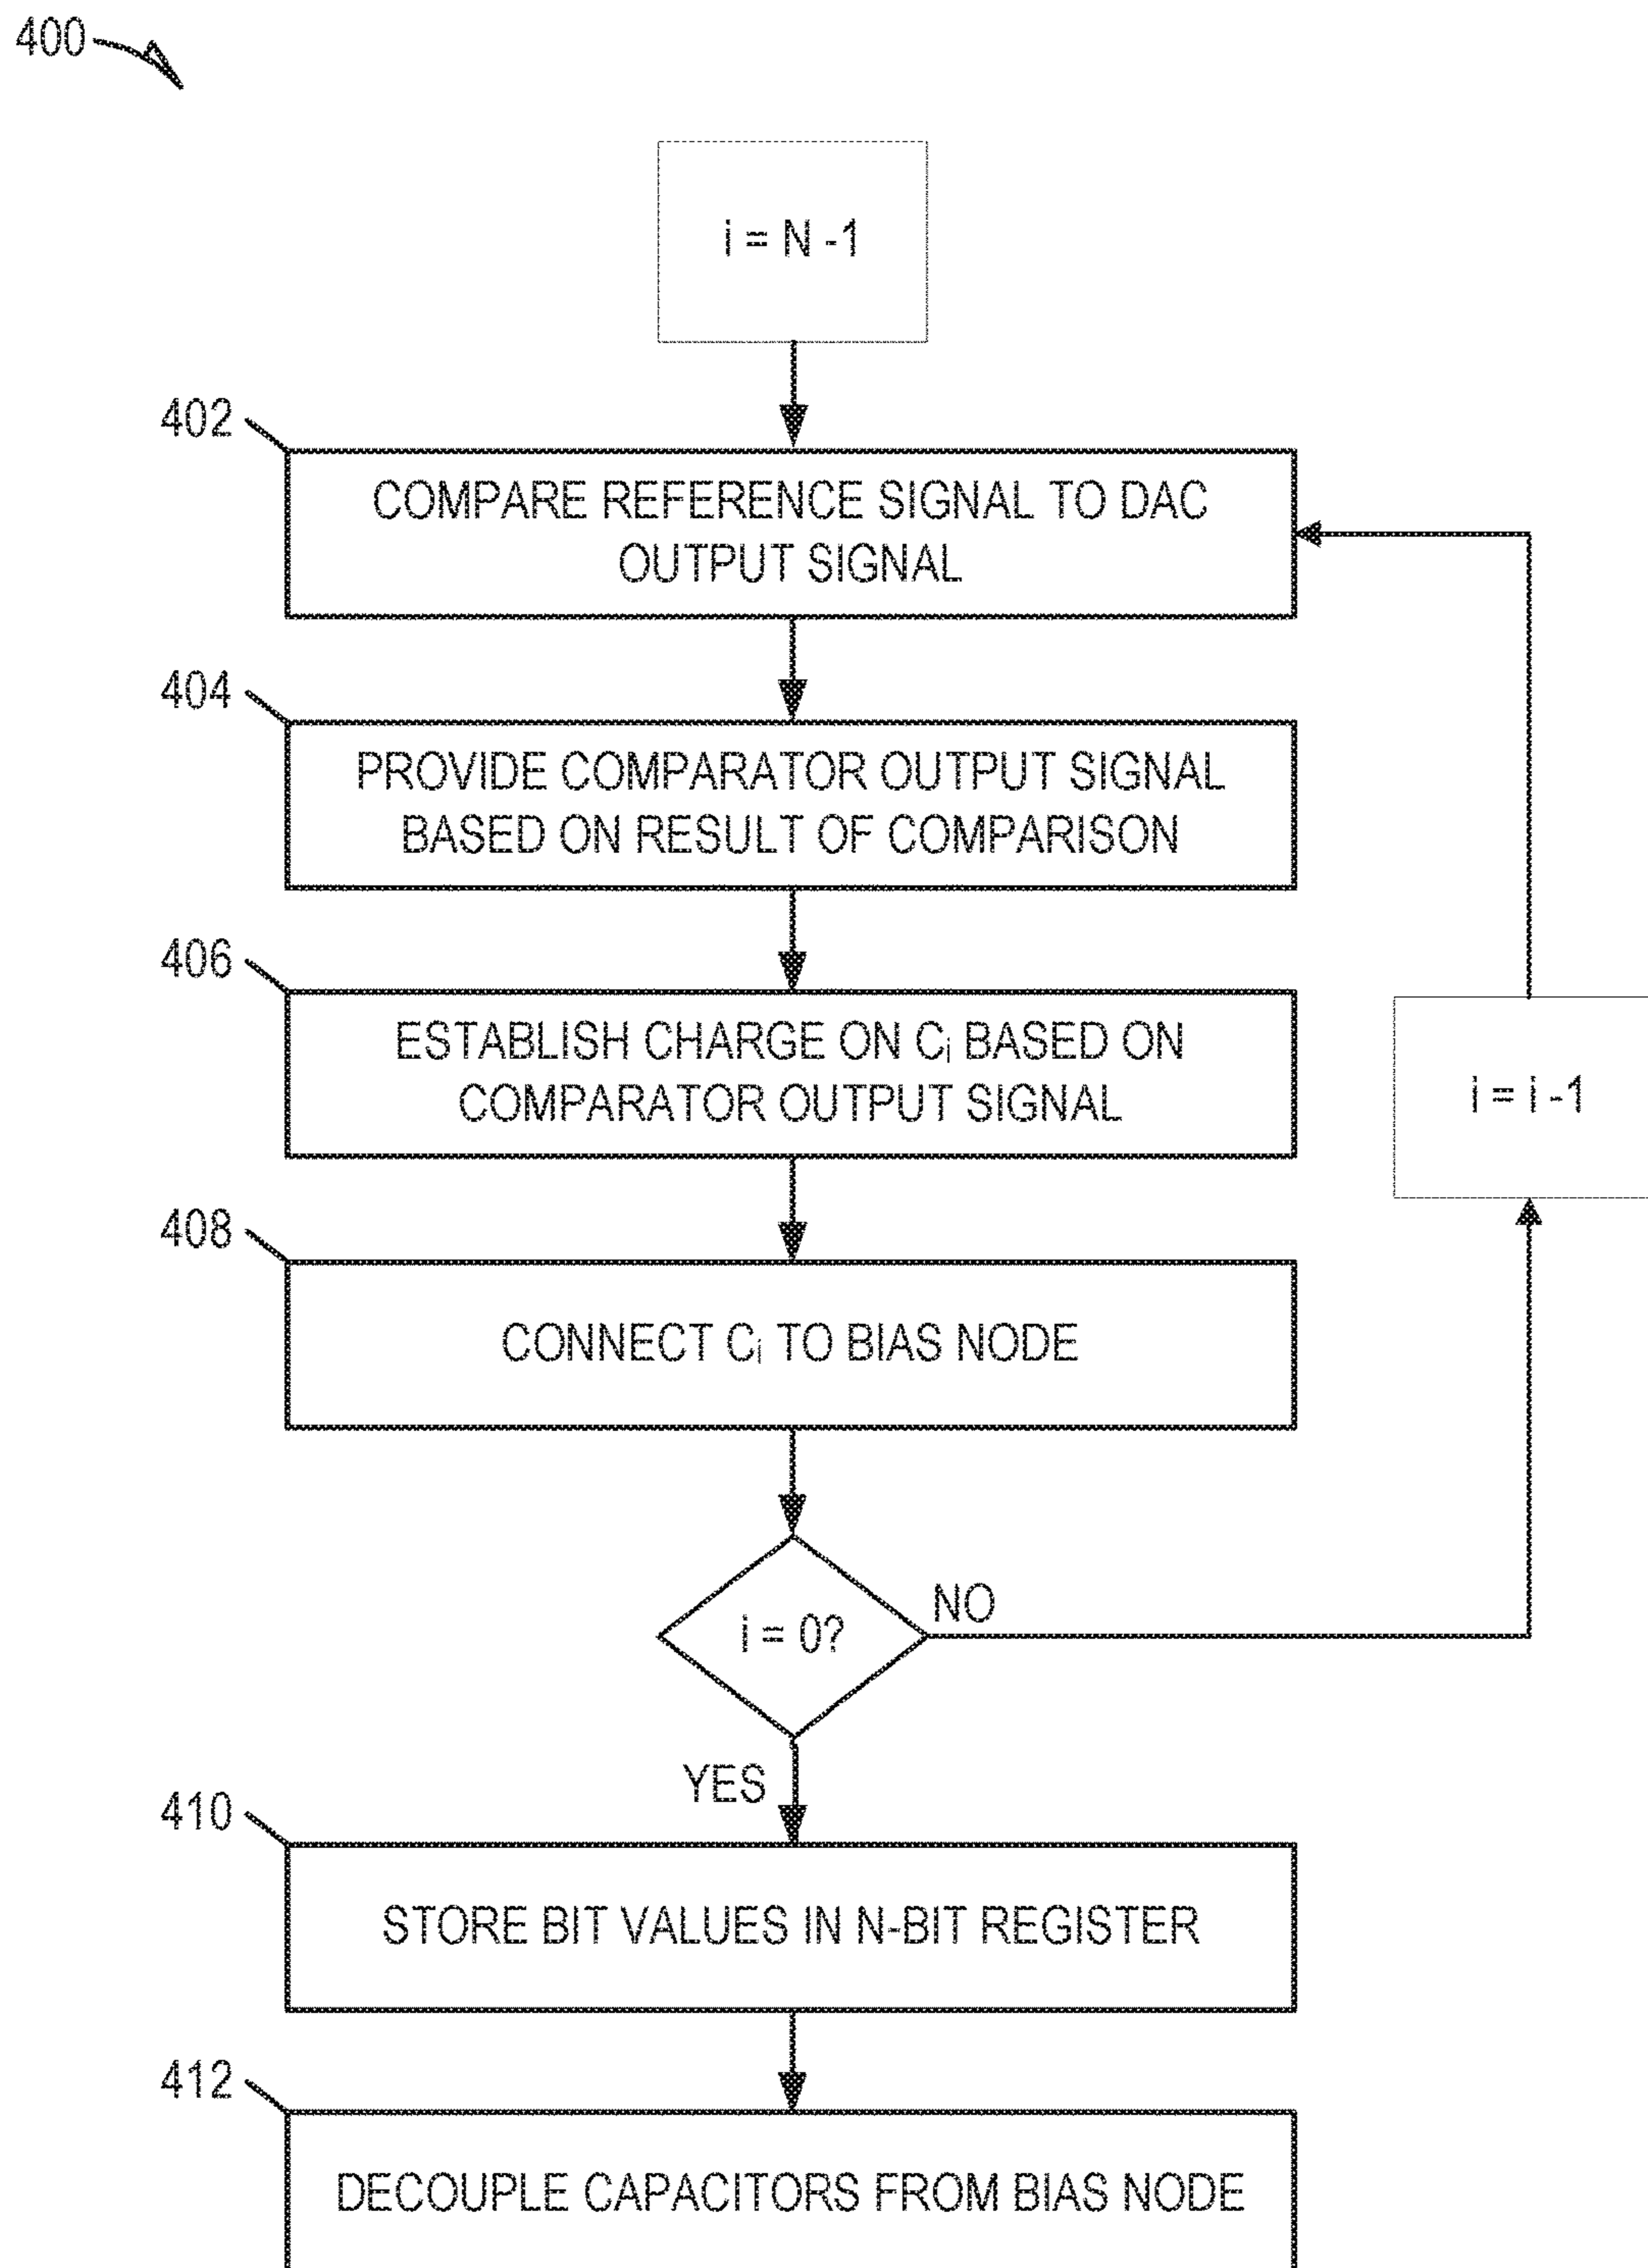 400
i = N -1
402
COMPARE REFERENCE SIGNAL TO DAC
OUTPUT SIGNAL
404
PROVIDE COMPARATOR OUTPUT SIGNAL
BASED ON RESULT OF COMPARISON
406
ESTABLISH CHARGE ON Ci BASED ON
COMPARATOR OUTPUT SIGNAL
i = i -1
408
CONNECT Ci TO BIAS NODE
i = 0?
NO
YES
410
STORE BIT VALUES IN N-BIT REGISTER
412
DECOUPLE CAPACITORS FROM BIAS NODE